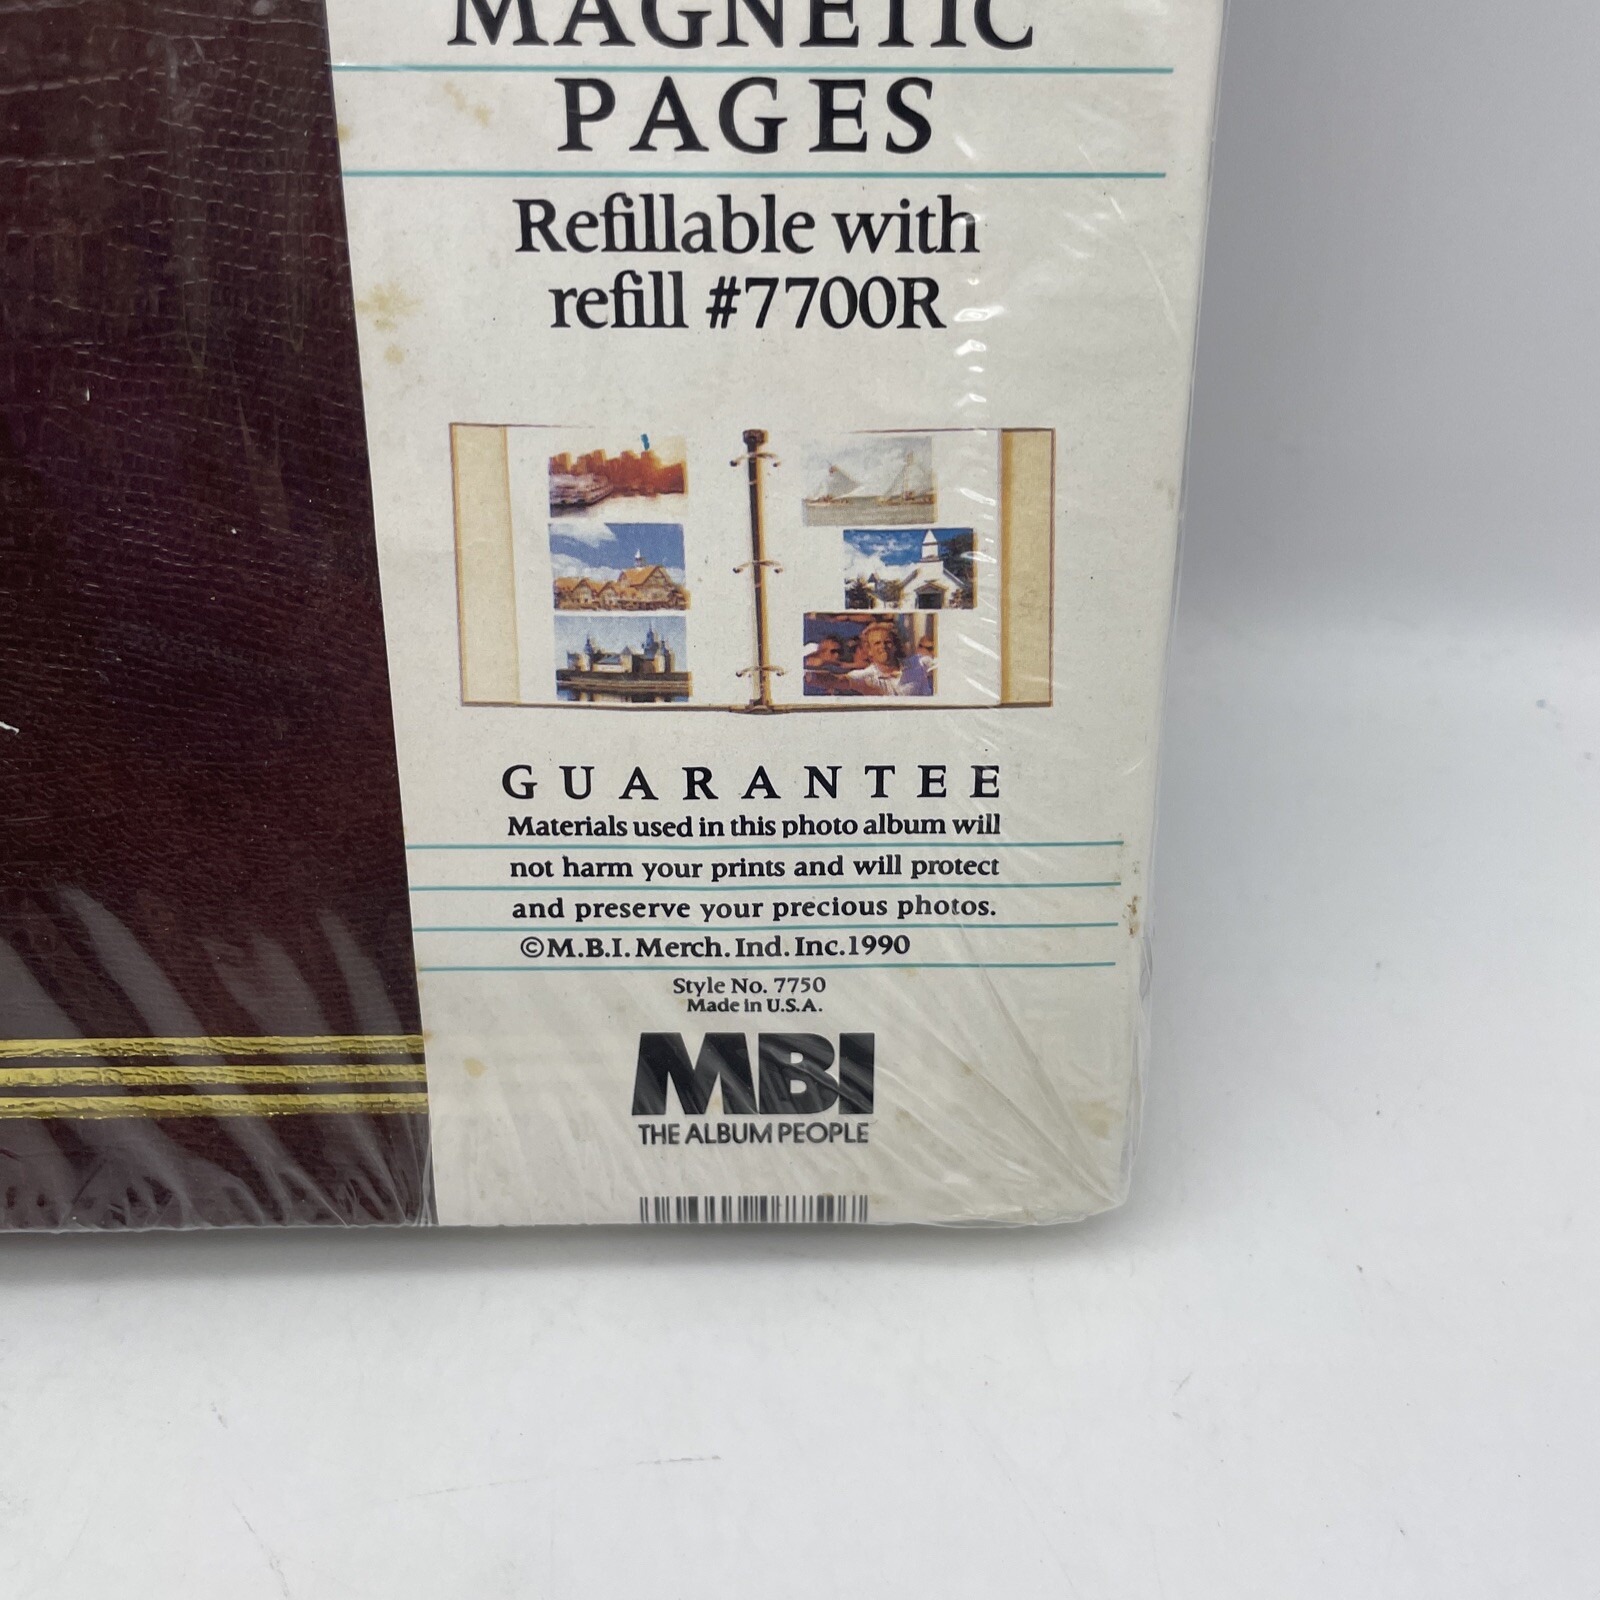 MAGNETIC
PAGES
Refillable with
refill #7700R
GUARANTEE
Materials used in this photo album will
not harm your prints and will protect
and preserve your precious photos.
©M.B.I. Merch. Ind. Inc.1990
Style No. 7750
Made in U.S.A.
MBI
THE ALBUM PEOPLE